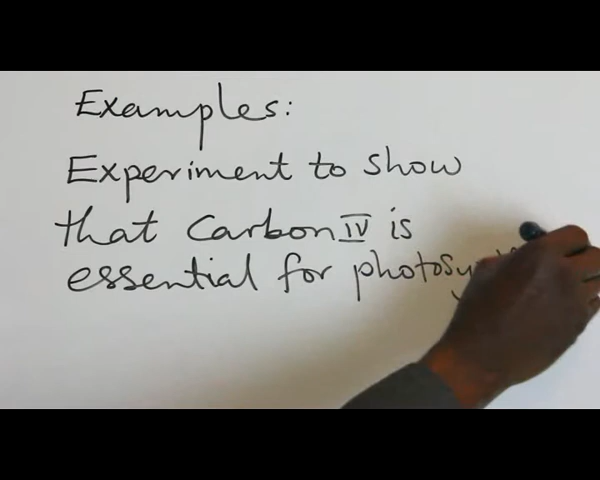 Examples:
Experiment to show
that Carbon IV is
essential for